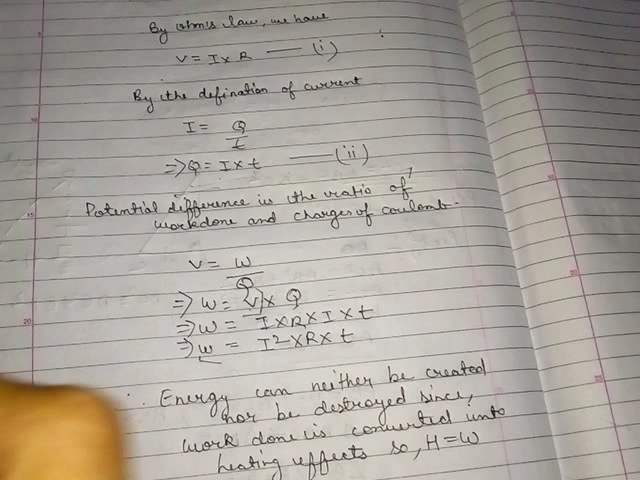 By ohm's law, we have
V = I × R —— (i)
By the defination of current
I = Q/t
⇒ Q = I × t —— (ii)
Potential difference is the ratio of
workdone and charges of coulomb.
V = W/Q
⇒ W = V × Q
⇒ W = I × R × I × t
⇒ W = I² × R × t
∴ Energy can neither be created
nor be destroyed since,
work done is converted into
heating effects so, H = W